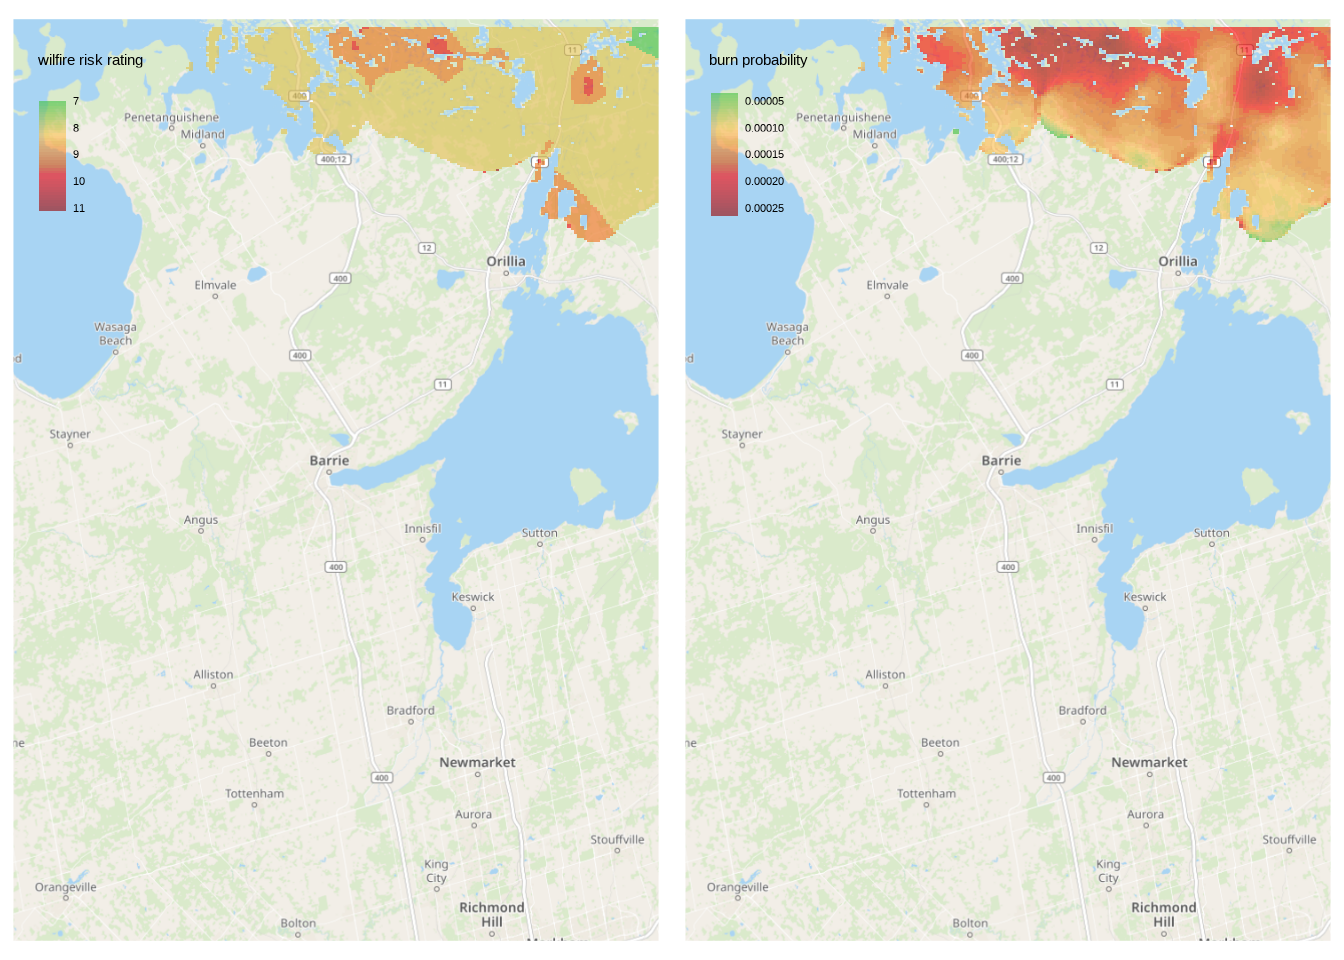 wilfire risk rating
7
8
9
10
11
11
400
Penetanguishene
Midland
400;12
12
Orillia
400
Elmvale
Wasaga
Beach
d
400
11
Stayner
Barrie
Angus
Innisfil
Sutton
400
Keswick
Alliston
Bradford
ne
Beeton
Newmarket
400
Tottenham
Aurora
Stouffville
King
City
Orangeville
Richmond
Hill
Bolton
burn probability
0.00005
0.00010
0.00015
0.00020
0.00025
11
400
Penetanguishene
Midland
400;12
12
Orillia
400
Elmvale
Wasaga
Beach
d
400
11
Stayner
Barrie
Angus
Innisfil
Sutton
400
Keswick
Alliston
Bradford
ne
Beeton
Newmarket
400
Tottenham
Aurora
Stouffville
King
City
Orangeville
Richmond
Hill
Bolton